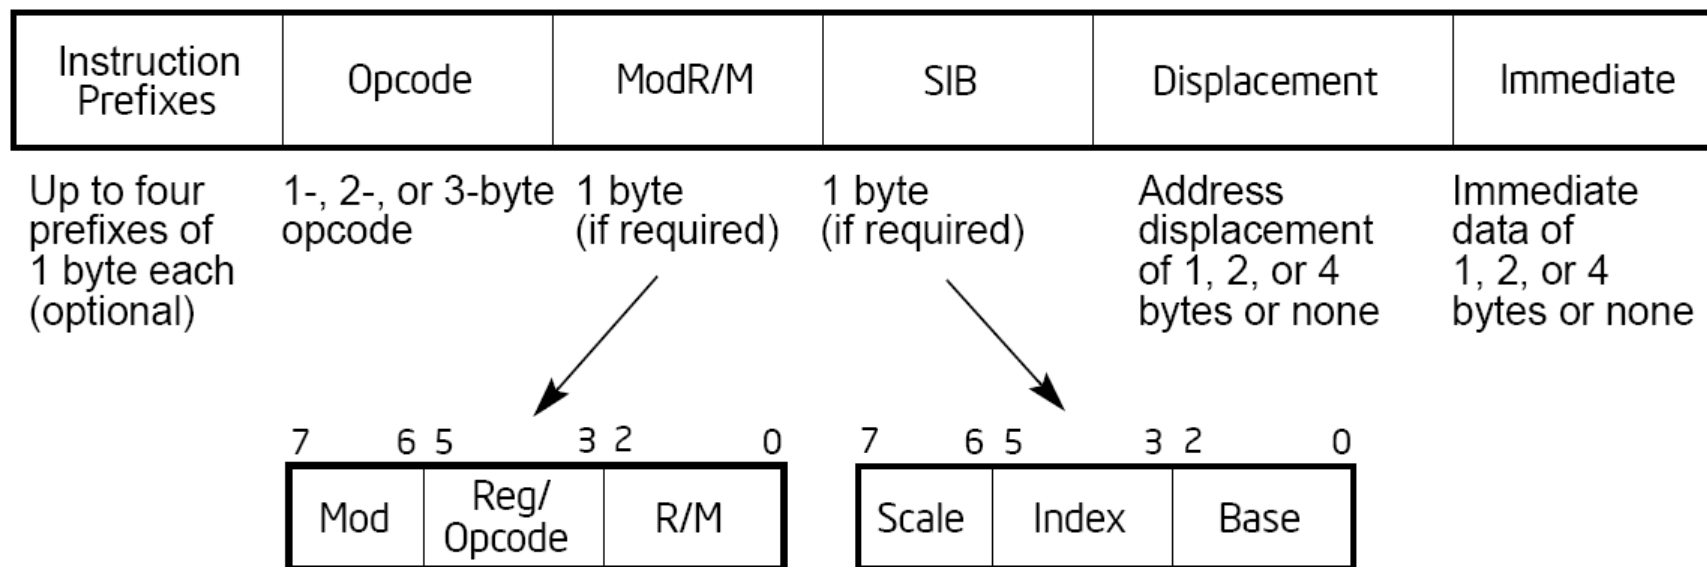 Instruction
Prefixes
Opcode
ModR/M
SIB
Displacement
Immediate
Up to four
prefixes of
1 byte each
(optional)
1-, 2-, or 3-byte
opcode
1 byte
(if required)
1 byte
(if required)
Address
displacement
of 1, 2, or 4
bytes or none
Immediate
data of
1, 2, or 4
bytes or none
7 6 5 3 2 0
Mod
Reg/
Opcode
R/M
7 6 5 3 2 0
Scale
Index
Base